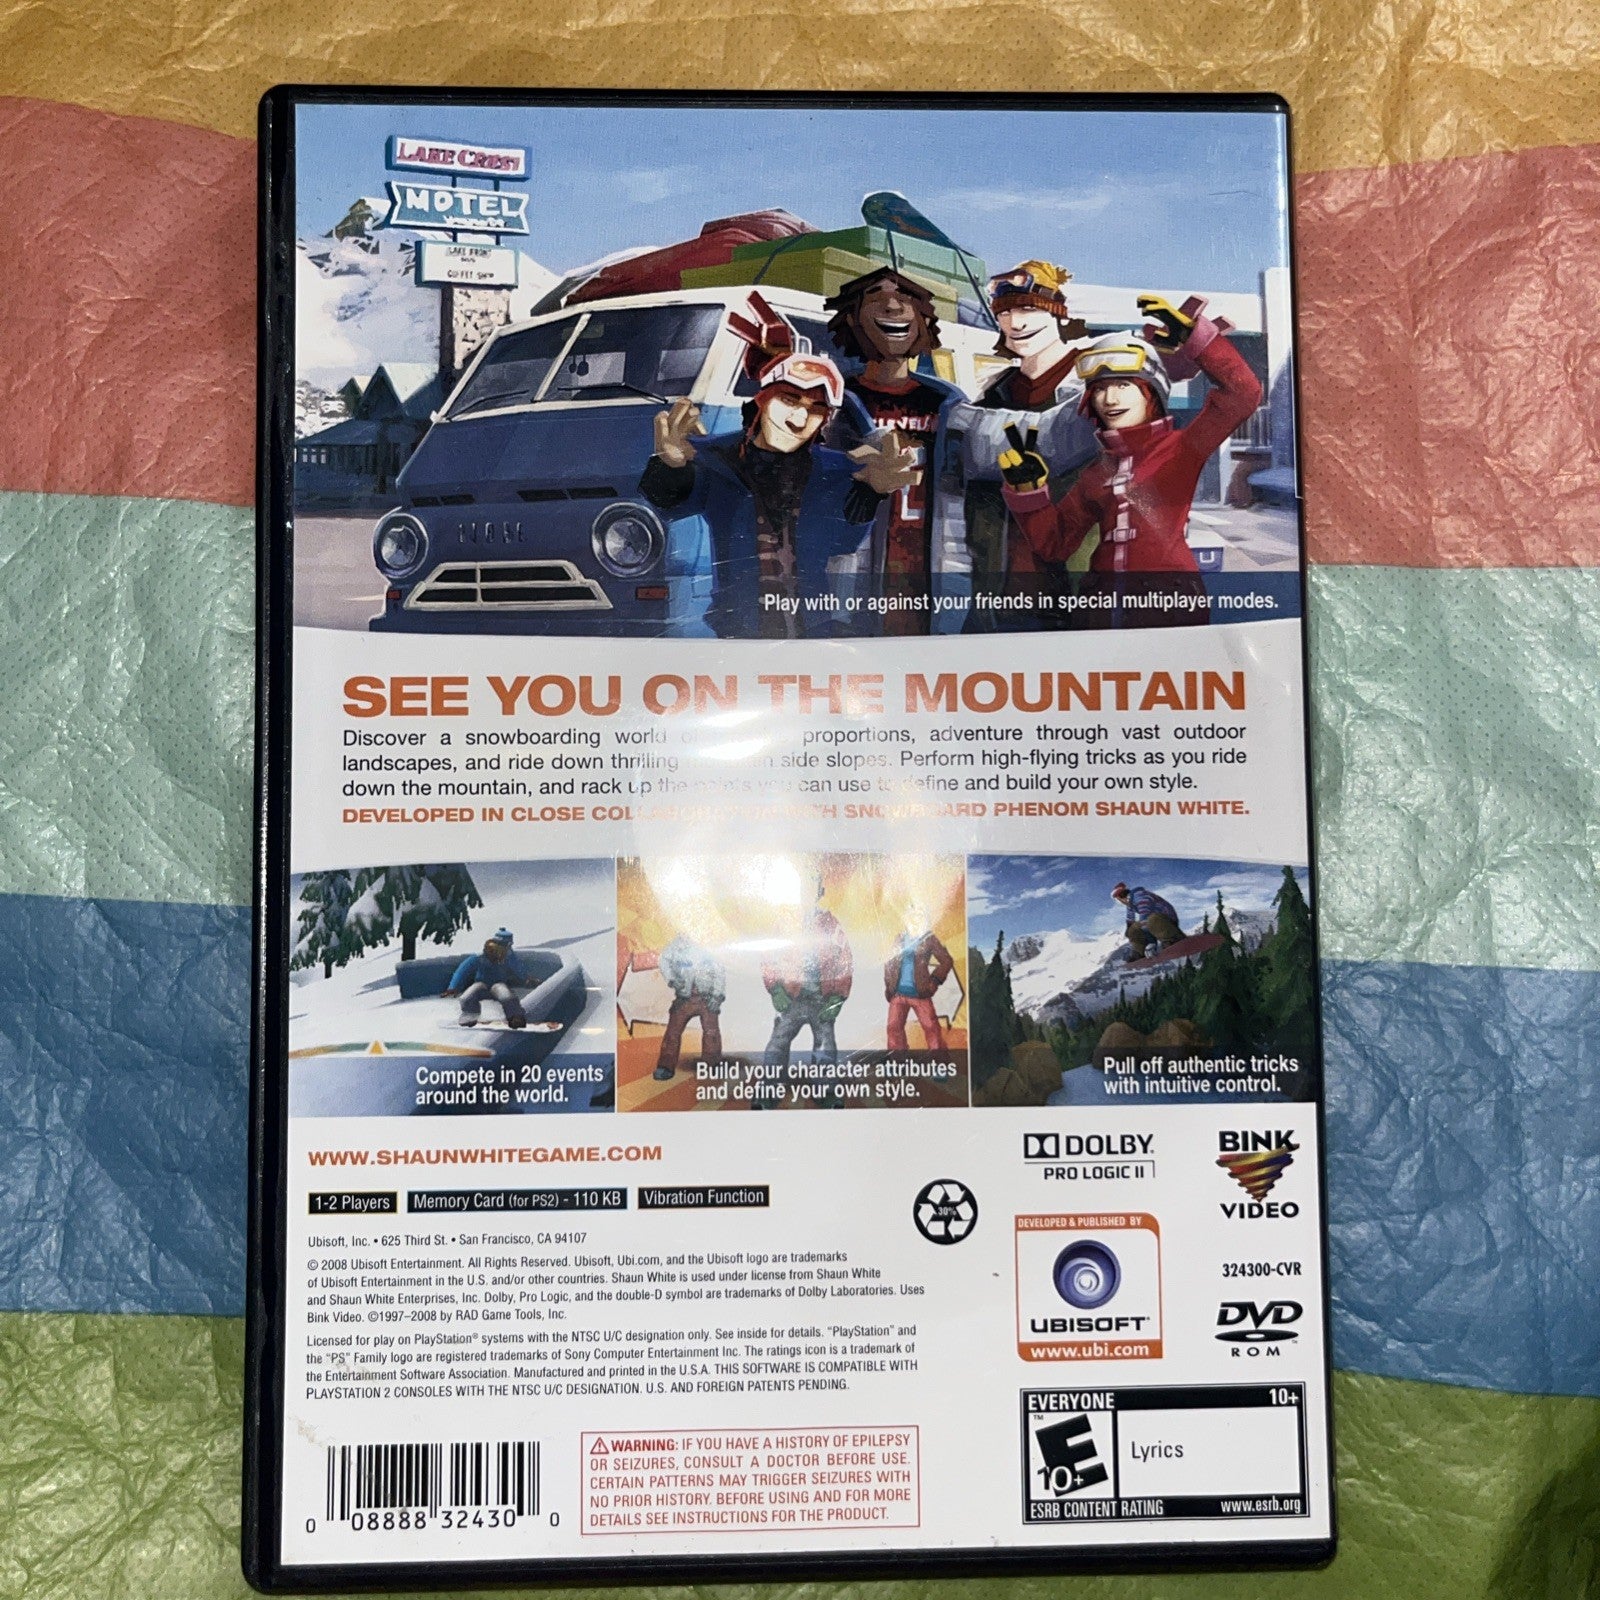 LAKE CREST
MOTEL
Play with or against your friends in special multiplayer modes.
SEE YOU ON THE MOUNTAIN
Discover a snowboarding world proportions, adventure through vast outdoor
landscapes, and ride down thrilling mountain side slopes. Perform high-flying tricks as you ride
down the mountain, and rack up the points you can use to define and build your own style.
DEVELOPED IN CLOSE COLLABORATION WITH SNOWBOARD PHENOM SHAUN WHITE.
Compete in 20 events
around the world.
Build your character attributes
and define your own style.
Pull off authentic tricks
with intuitive control.
WWW.SHAUNWHITEGAME.COM
1-2 Players Memory Card (for PS2) - 110 KB Vibration Function
30%
DOLBY
PRO LOGIC II
BINK
VIDEO
Ubisoft, Inc. • 625 Third St. • San Francisco, CA 94107
© 2008 Ubisoft Entertainment. All Rights Reserved. Ubisoft, Ubi.com, and the Ubisoft logo are trademarks
of Ubisoft Entertainment in the U.S. and/or other countries. Shaun White is used under license from Shaun White
and Shaun White Enterprises, Inc. Dolby, Pro Logic, and the double-D symbol are trademarks of Dolby Laboratories. Uses
Bink Video. ©1997–2008 by RAD Game Tools, Inc.
Licensed for play on PlayStation® systems with the NTSC U/C designation only. See inside for details. "PlayStation" and
the "PS" Family logo are registered trademarks of Sony Computer Entertainment Inc. The ratings icon is a trademark of
the Entertainment Software Association. Manufactured and printed in the U.S.A. THIS SOFTWARE IS COMPATIBLE WITH
PLAYSTATION 2 CONSOLES WITH THE NTSC U/C DESIGNATION. U.S. AND FOREIGN PATENTS PENDING.
DEVELOPED & PUBLISHED BY
UBISOFT
www.ubi.com
324300-CVR
DVD
ROM
0 08888 32430 0
WARNING: IF YOU HAVE A HISTORY OF EPILEPSY
OR SEIZURES, CONSULT A DOCTOR BEFORE USE.
CERTAIN PATTERNS MAY TRIGGER SEIZURES WITH
NO PRIOR HISTORY. BEFORE USING AND FOR MORE
DETAILS SEE INSTRUCTIONS FOR THE PRODUCT.
EVERYONE 10+
E
10+
Lyrics
ESRB CONTENT RATING www.esrb.org